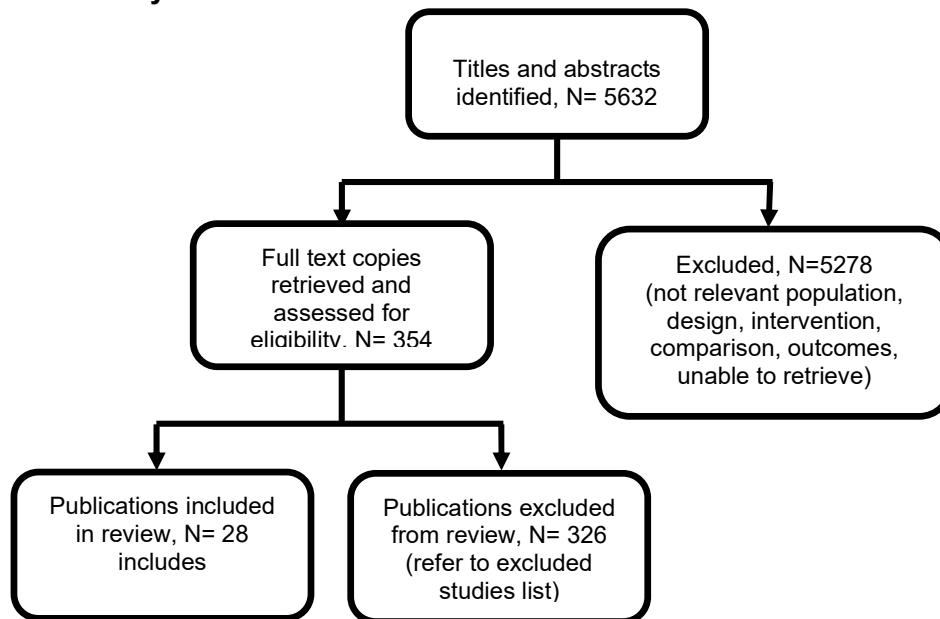 Titles and abstracts
identified, N= 5632
Full text copies
retrieved and
assessed for
eligibility. N= 354
Excluded, N=5278
(not relevant population,
design, intervention,
comparison, outcomes,
unable to retrieve)
Publications included
in review, N= 28
includes
Publications excluded
from review, N= 326
(refer to excluded
studies list)